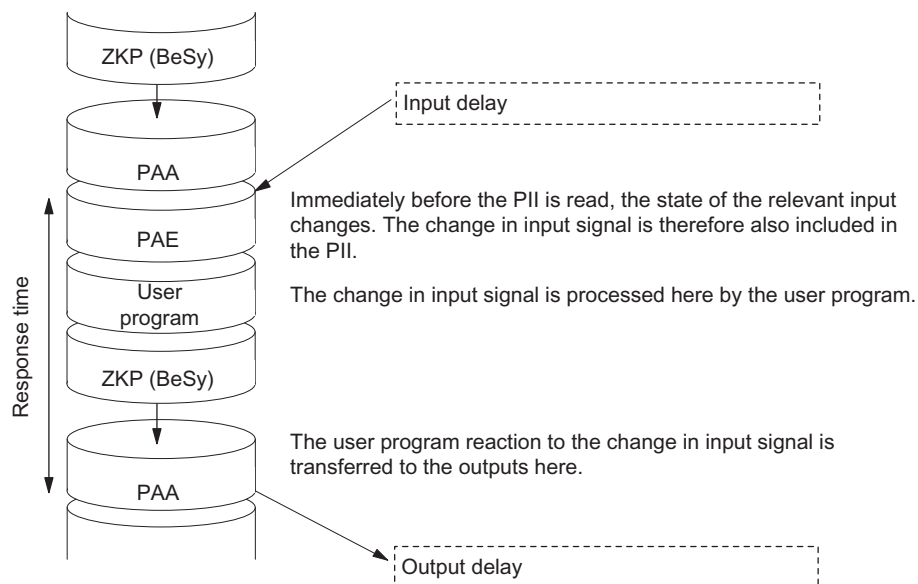 ZKP (BeSy)
Input delay
PAA
Immediately before the PII is read, the state of the relevant input
changes. The change in input signal is therefore also included in
the PII.
PAE
Response time
User
program
The change in input signal is processed here by the user program.
ZKP (BeSy)
The user program reaction to the change in input signal is
transferred to the outputs here.
PAA
Output delay